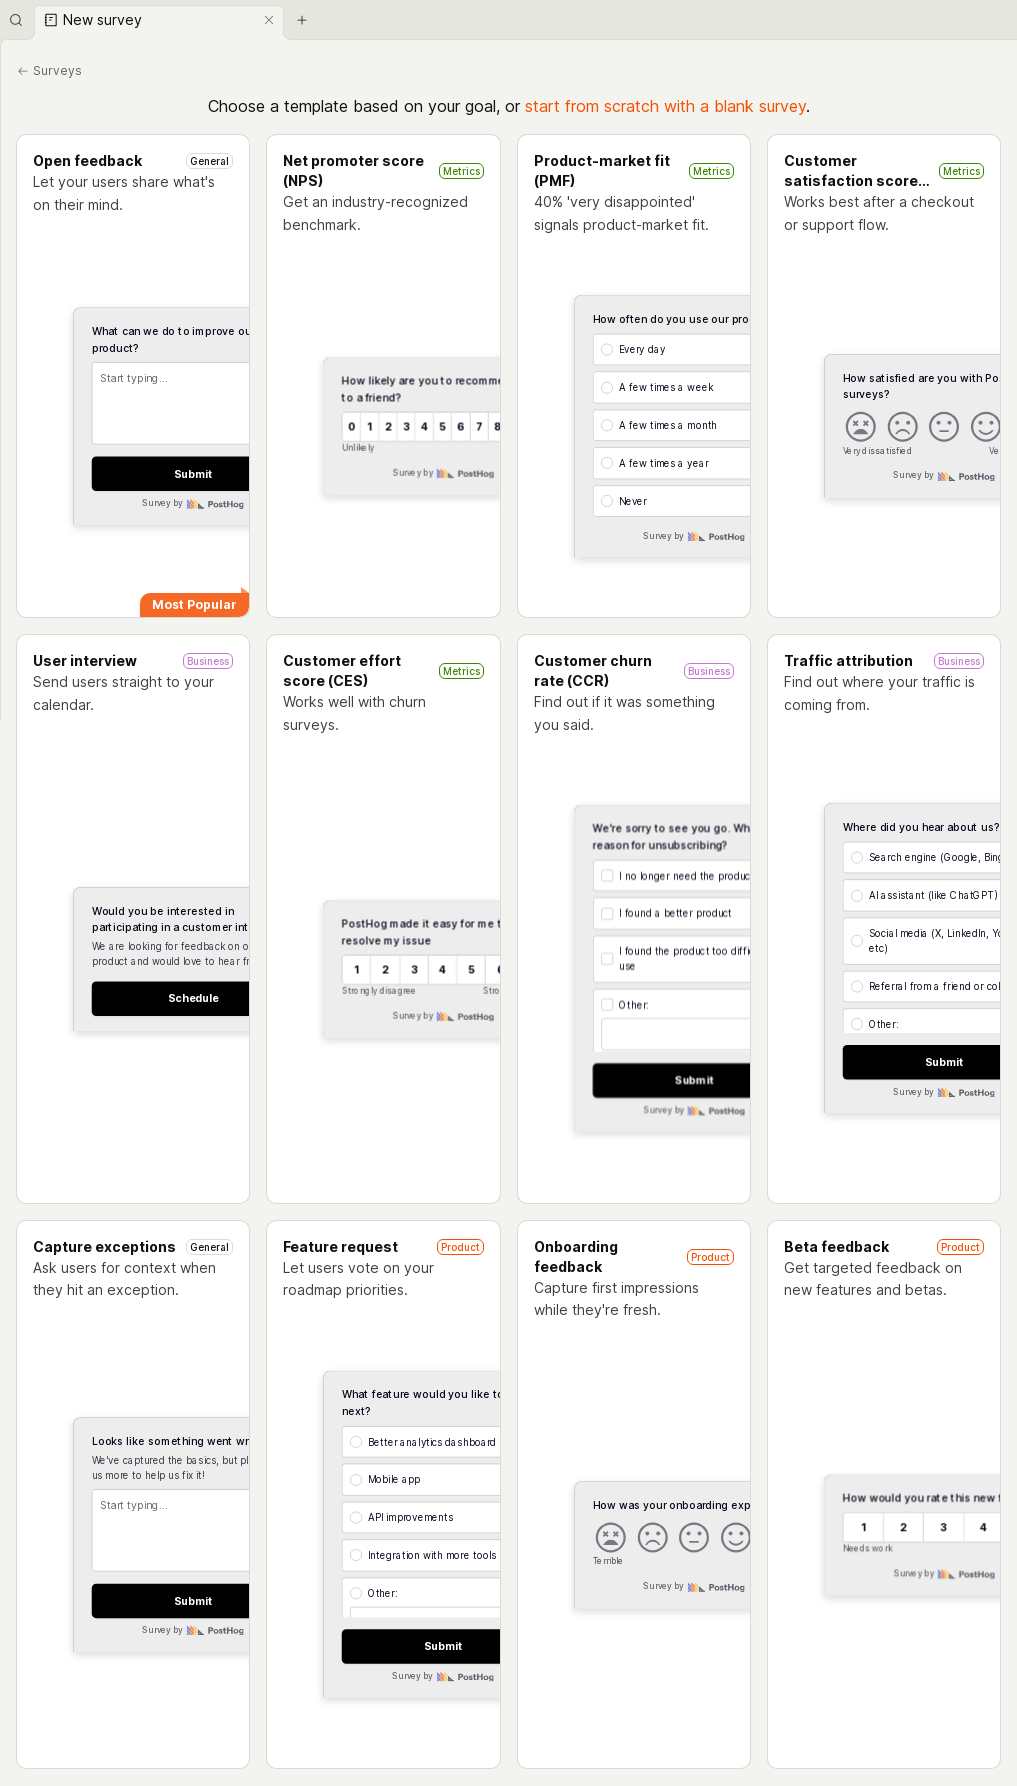 New survey
Surveys
Choose a template based on your goal, or start from scratch with a blank survey.
Open feedback
General
Let your users share what's
on their mind.
What can we do to improve ou
product?
Start typing...
Submit
Survey by PostHog
Most Popular
Net promoter score
(NPS)
Metrics
Get an industry-recognized
benchmark.
How likely are you to recomme
to a friend?
0 1 2 3 4 5 6 7 8
Unlikely
Survey by PostHog
Product-market fit
(PMF)
Metrics
40% 'very disappointed'
signals product-market fit.
How often do you use our pro
Every day
A few times a week
A few times a month
A few times a year
Never
Survey by PostHog
Customer
satisfaction score...
Metrics
Works best after a checkout
or support flow.
How satisfied are you with Po
surveys?
Very dissatisfied
Ve
Survey by PostHog
User interview
Business
Send users straight to your
calendar.
Would you be interested in
participating in a customer int
We are looking for feedback on o
product and would love to hear fr
Schedule
Customer effort
score (CES)
Metrics
Works well with churn
surveys.
PostHog made it easy for me t
resolve my issue
1 2 3 4 5 6
Strongly disagree
Stro
Survey by PostHog
Customer churn
rate (CCR)
Business
Find out if it was something
you said.
We're sorry to see you go. Wh
reason for unsubscribing?
I no longer need the produc
I found a better product
I found the product too diffic
use
Other:
Submit
Survey by PostHog
Traffic attribution
Business
Find out where your traffic is
coming from.
Where did you hear about us?
Search engine (Google, Bing
AI assistant (like ChatGPT)
Social media (X, LinkedIn, Yo
etc)
Referral from a friend or col
Other:
Submit
Survey by PostHog
Capture exceptions
General
Ask users for context when
they hit an exception.
Looks like something went wr
We've captured the basics, but pl
us more to help us fix it!
Start typing...
Submit
Survey by PostHog
Feature request
Product
Let users vote on your
roadmap priorities.
What feature would you like to
next?
Better analytics dashboard
Mobile app
API improvements
Integration with more tools
Other:
Submit
Survey by PostHog
Onboarding
feedback
Product
Capture first impressions
while they're fresh.
How was your onboarding exp
Terrible
Survey by PostHog
Beta feedback
Product
Get targeted feedback on
new features and betas.
How would you rate this new f
1 2 3 4
Needs work
Survey by PostHog